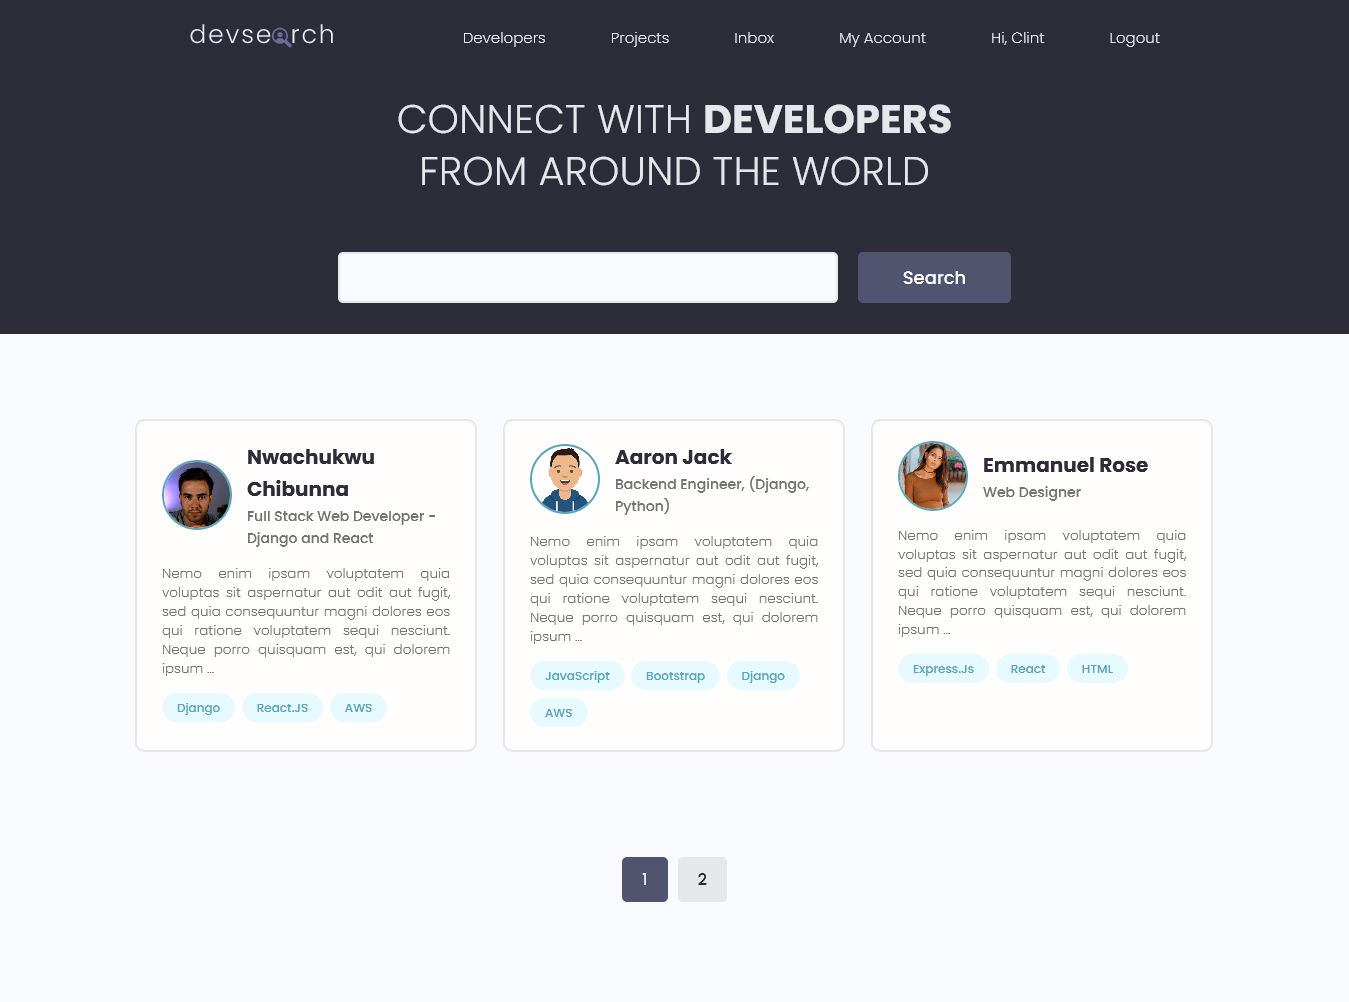 devsearch
Developers
Projects
Inbox
My Account
Hi, Clint
Logout
CONNECT WITH DEVELOPERS
FROM AROUND THE WORLD
Search
Nwachukwu
Chibunna
Full Stack Web Developer -
Django and React
Nemo enim ipsam voluptatem quia
voluptas sit aspernatur aut odit aut fugit,
sed quia consequuntur magni dolores eos
qui ratione voluptatem sequi nesciunt.
Neque porro quisquam est, qui dolorem
ipsum ...
Django
React.JS
AWS
Aaron Jack
Backend Engineer, (Django,
Python)
Nemo enim ipsam voluptatem quia
voluptas sit aspernatur aut odit aut fugit,
sed quia consequuntur magni dolores eos
qui ratione voluptatem sequi nesciunt.
Neque porro quisquam est, qui dolorem
ipsum ...
JavaScript
Bootstrap
Django
AWS
Emmanuel Rose
Web Designer
Nemo enim ipsam voluptatem quia
voluptas sit aspernatur aut odit aut fugit,
sed quia consequuntur magni dolores eos
qui ratione voluptatem sequi nesciunt.
Neque porro quisquam est, qui dolorem
ipsum ...
Express.Js
React
HTML
1
2